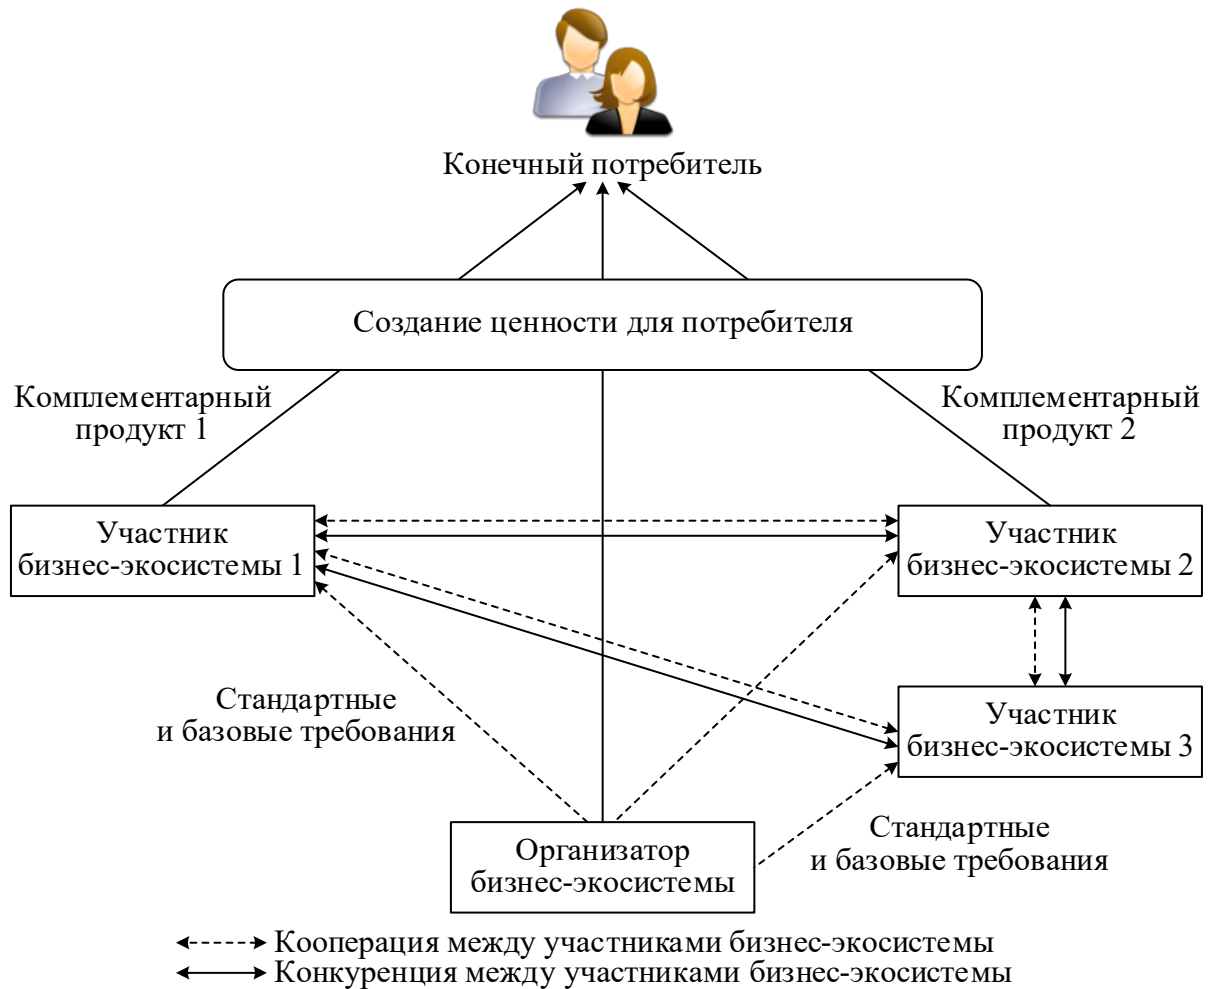 Конечный потребитель
Создание ценности для потребителя
Комплементарный
продукт 1
Комплементарный
продукт 2
Участник
бизнес-экосистемы 1
Участник
бизнес-экосистемы 2
Стандартные
и базовые требования
Участник
бизнес-экосистемы 3
Организатор
бизнес-экосистемы
Стандартные
и базовые требования
Кооперация между участниками бизнес-экосистемы
Конкуренция между участниками бизнес-экосистемы